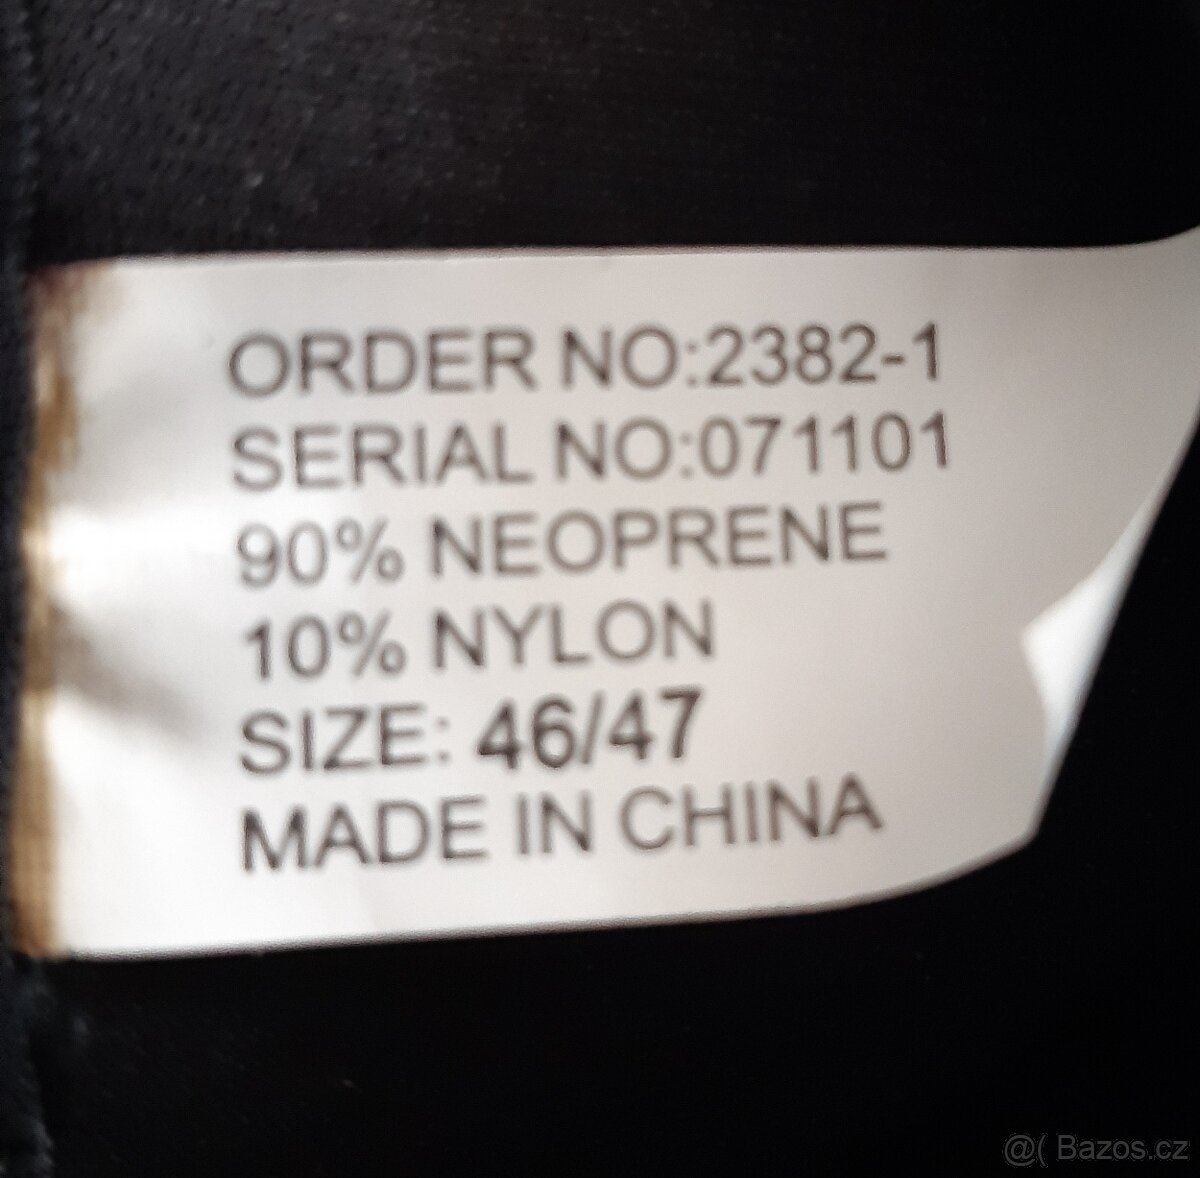 ORDER NO:2382-1
SERIAL NO:071101
90% NEOPRENE
10% NYLON
SIZE: 46/47
MADE IN CHINA
@( Bazos.cz